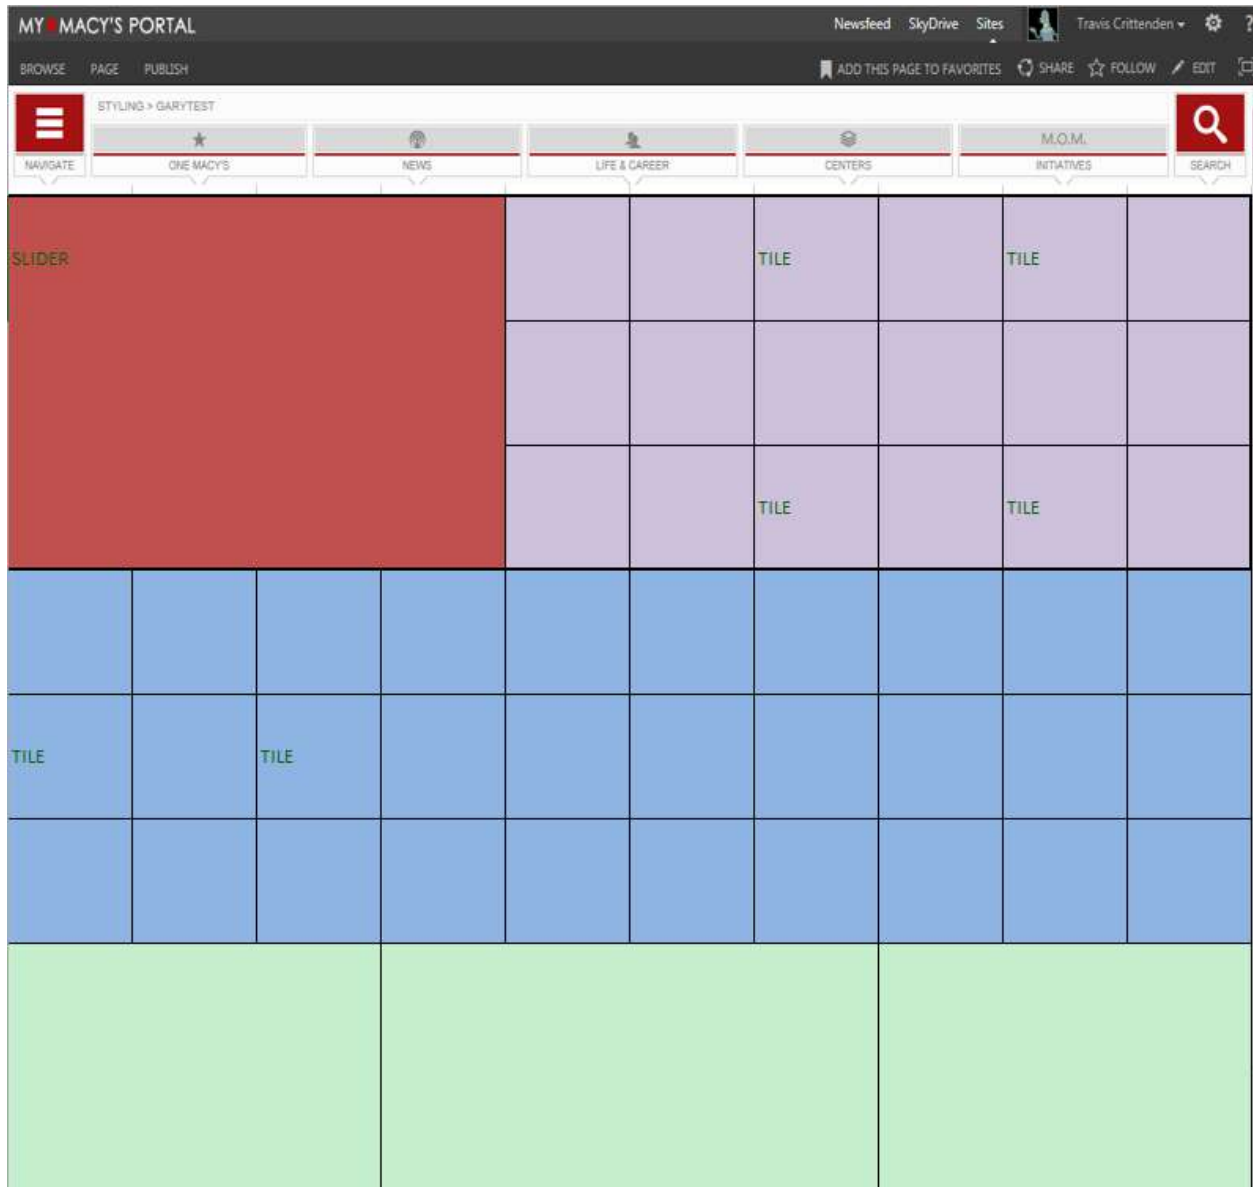 MY MACY'S PORTAL Newsfeed SkyDrive Sites Travis Crittenden ?
BROWSE PAGE PUBLISH ADD THIS PAGE TO FAVORITES SHARE FOLLOW EDIT
STYLING > GARYTEST
M.O.M.
NAVIGATE ONE MACY'S NEWS LIFE & CAREER CENTERS INITIATIVES SEARCH
SLIDER TILE TILE
TILE TILE
TILE TILE